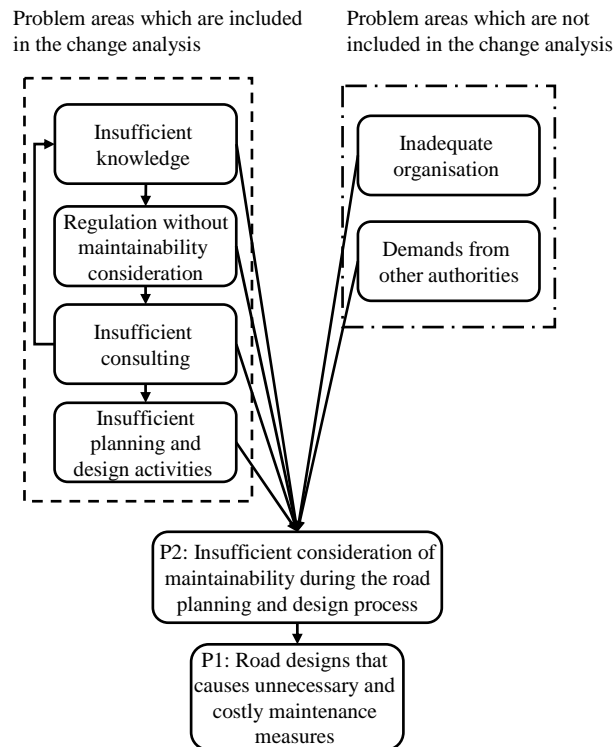 Problem areas which are included
in the change analysis
Problem areas which are not
included in the change analysis
Insufficient
knowledge
Regulation without
maintainability
consideration
Insufficient
consulting
Insufficient
planning and
design activities
Inadequate
organisation
Demands from
other authorities
P2: Insufficient consideration of
maintainability during the road
planning and design process
P1: Road designs that
causes unnecessary and
costly maintenance
measures